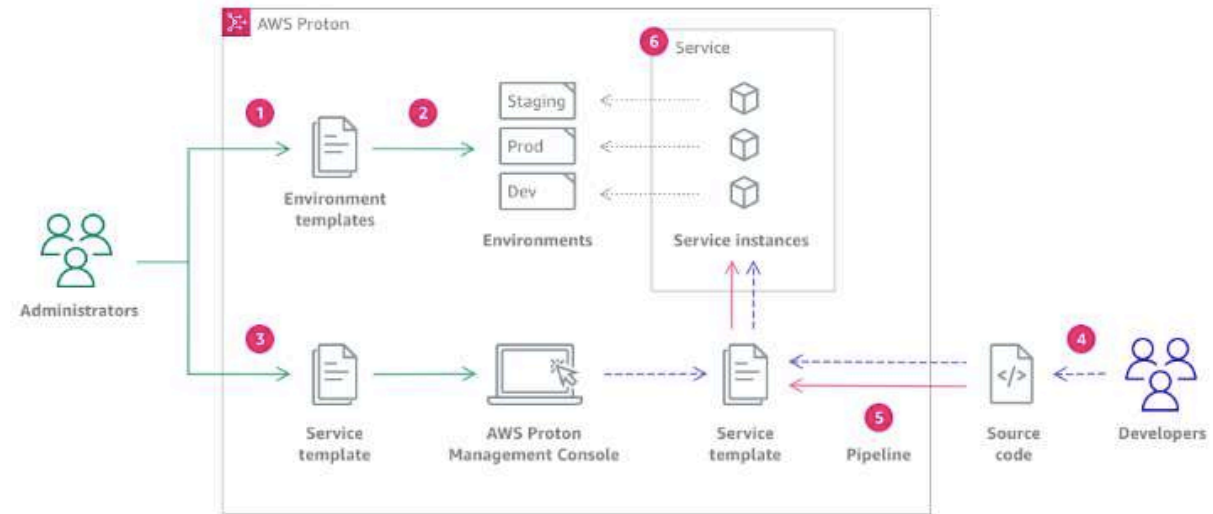 AWS Proton
6
Service
1
2
Staging
Prod
Dev
Environment
templates
Environments
Service instances
Administrators
3
4
</>
5
Service
template
AWS Proton
Management Console
Service
template
Pipeline
Source
code
Developers